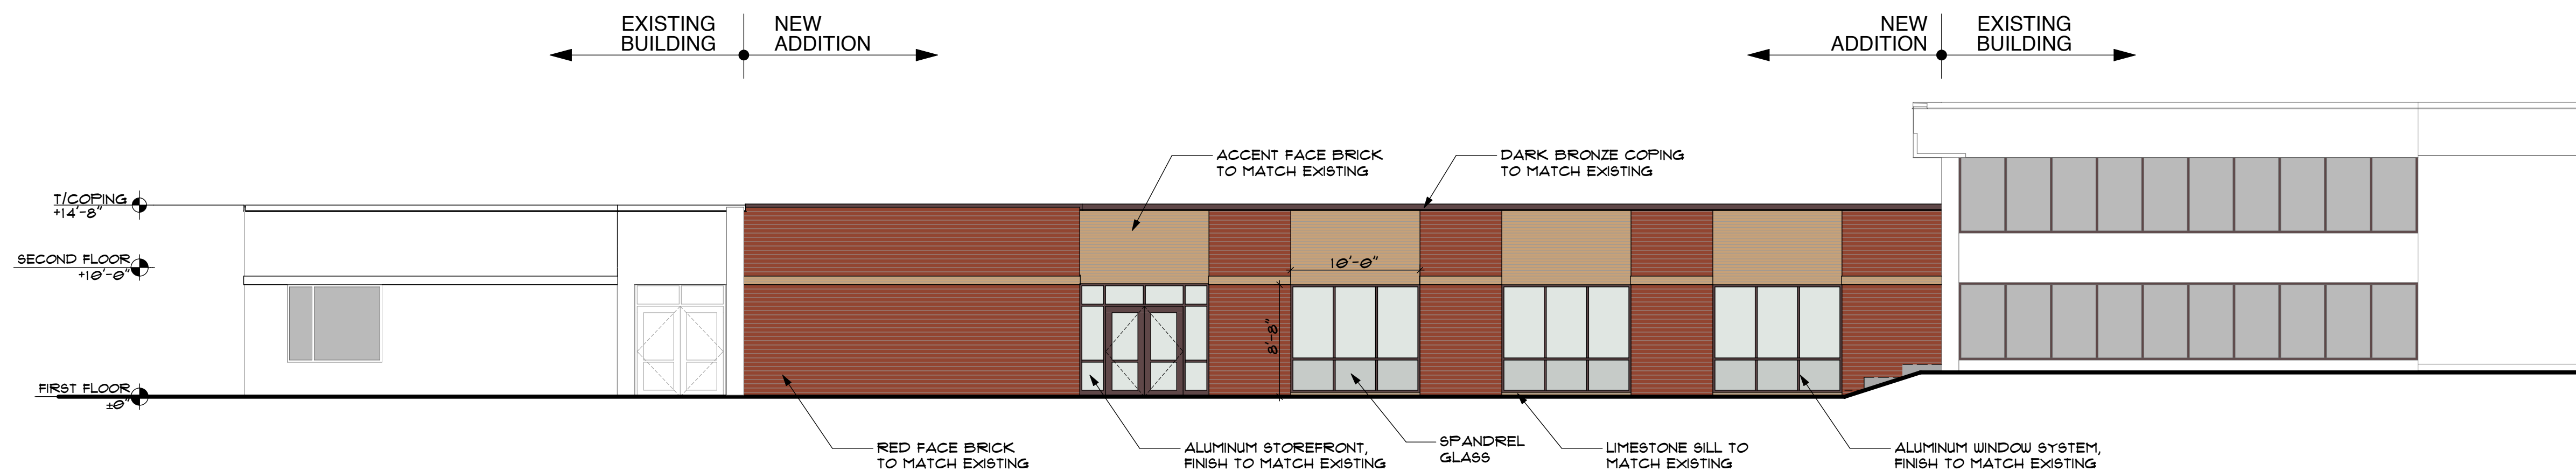 EXISTING
BUILDING
NEW
ADDITION
NEW
ADDITION
EXISTING
BUILDING
ACCENT FACE BRICK
TO MATCH EXISTING
DARK BRONZE COPING
TO MATCH EXISTING
T/COPING
+14'-8"
SECOND FLOOR
+10'-0"
10'-0"
8'-8"
FIRST FLOOR
±0"
RED FACE BRICK
TO MATCH EXISTING
ALUMINUM STOREFRONT,
FINISH TO MATCH EXISTING
SPANDREL
GLASS
LIMESTONE SILL TO
MATCH EXISTING
ALUMINUM WINDOW SYSTEM,
FINISH TO MATCH EXISTING